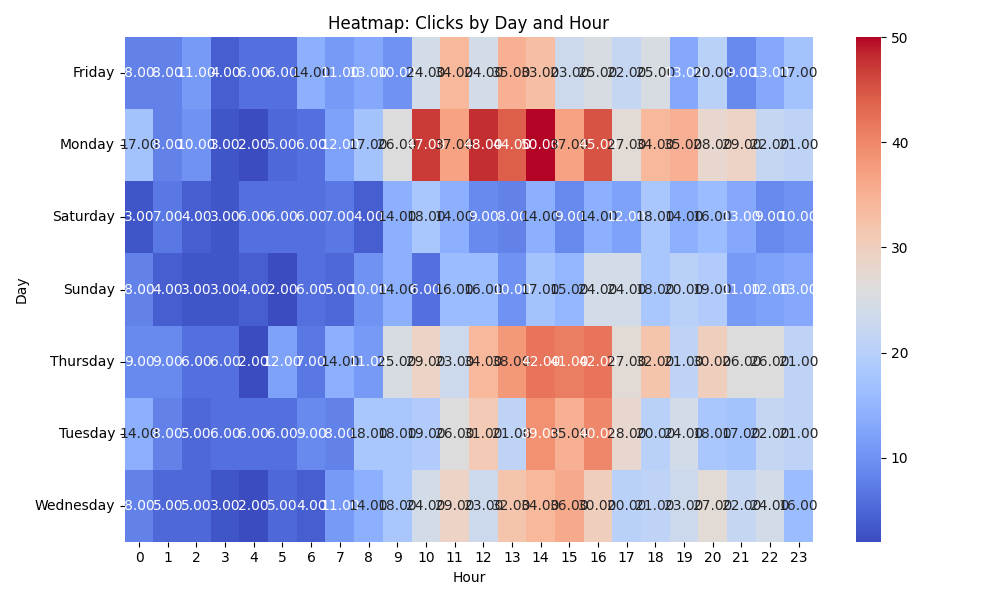 Heatmap: Clicks by Day and Hour
Friday 8.00 8.00 11.00 4.00 6.00 6.00 14.00 11.00 13.00 10.00 24.00 34.00 24.00 35.00 33.00 23.00 25.00 22.00 25.00 13.00 20.00 9.00 13.00 17.00
Monday 17.00 8.00 10.00 3.00 2.00 5.00 6.00 12.00 17.00 26.00 47.00 37.00 48.00 44.00 50.00 37.00 45.00 27.00 34.00 35.00 28.00 29.00 22.00 21.00
Saturday 3.00 7.00 4.00 3.00 6.00 6.00 6.00 7.00 4.00 14.00 18.00 14.00 9.00 8.00 14.00 9.00 14.00 12.00 18.00 14.00 16.00 13.00 9.00 10.00
Sunday 8.00 4.00 3.00 3.00 4.00 2.00 6.00 5.00 10.00 14.00 6.00 16.00 16.00 10.00 17.00 15.00 24.00 24.00 18.00 20.00 19.00 11.00 12.00 13.00
Thursday 9.00 9.00 6.00 6.00 2.00 12.00 7.00 14.00 11.00 25.00 29.00 23.00 34.00 38.00 42.00 41.00 42.00 27.00 32.00 21.00 30.00 26.00 26.00 21.00
Tuesday 14.00 8.00 5.00 6.00 6.00 6.00 9.00 8.00 18.00 18.00 19.00 26.00 31.00 21.00 39.00 35.00 40.00 28.00 20.00 24.00 18.00 17.00 22.00 21.00
Wednesday 8.00 5.00 5.00 3.00 2.00 5.00 4.00 11.00 14.00 18.00 24.00 29.00 23.00 32.00 34.00 36.00 30.00 20.00 21.00 23.00 27.00 22.00 24.00 16.00
0 1 2 3 4 5 6 7 8 9 10 11 12 13 14 15 16 17 18 19 20 21 22 23
Hour
Day
50
40
30
20
10